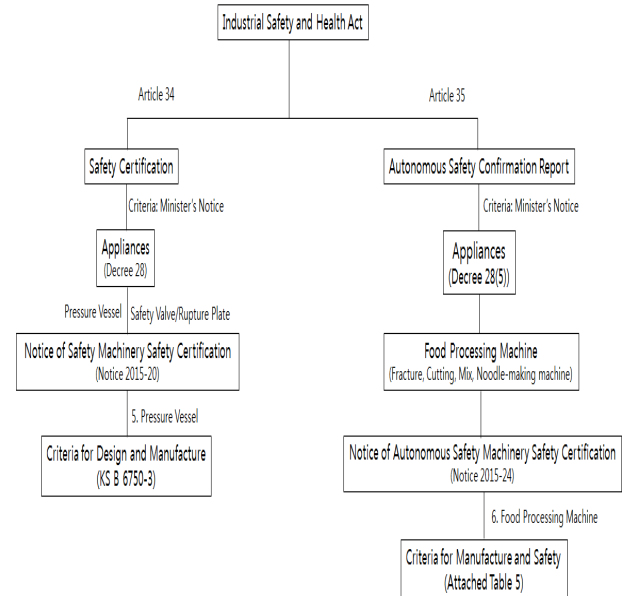 Industrial Safety and Health Act
Article 34
Article 35
Safety Certification
Autonomous Safety Confirmation Report
Criteria: Minister's Notice
Criteria: Minister's Notice
Appliances
(Decree 28)
Appliances
(Decree 28(5))
Pressure Vessel
Safety Valve/Rupture Plate
Notice of Safety Machinery Safety Certification
(Notice 2015-20)
Food Processing Machine
(Fracture, Cutting, Mix, Noodle-making machine)
5. Pressure Vessel
Criteria for Design and Manufacture
(KS B 6750-3)
Notice of Autonomous Safety Machinery Safety Certification
(Notice 2015-24)
6. Food Processing Machine
Criteria for Manufacture and Safety
(Attached Table 5)